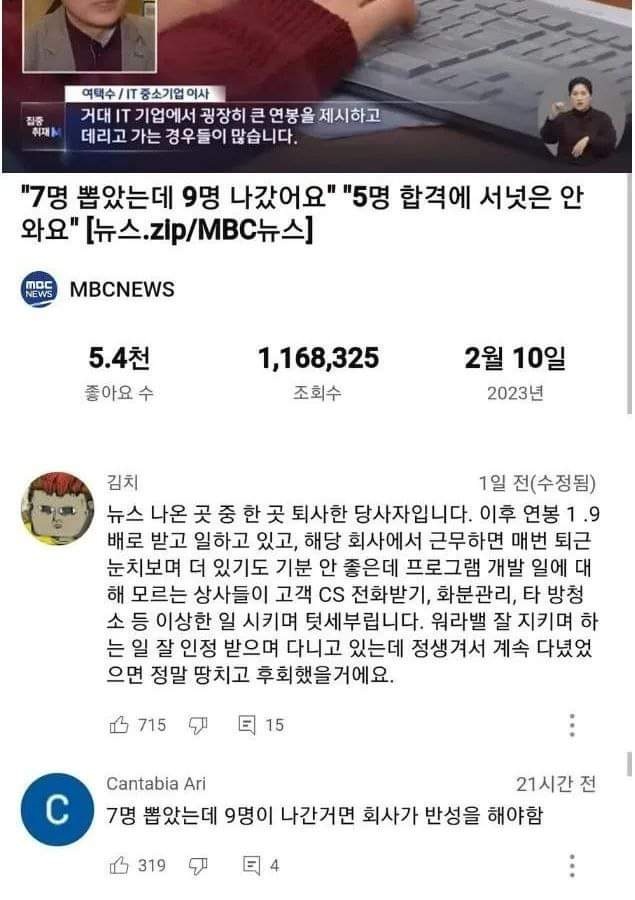 여택수 / IT 중소기업 이사
집중
취재M
거대 IT 기업에서 굉장히 큰 연봉을 제시하고
데리고 가는 경우들이 많습니다.
"7명 뽑았는데 9명 나갔어요" "5명 합격에 서넛은 안
와요" [뉴스.zip/MBC뉴스]
MBC
NEWS
MBCNEWS
5.4천
1,168,325
2월 10일
좋아요 수
조회수
2023년
김치
1일 전(수정됨)
뉴스 나온 곳 중 한 곳 퇴사한 당사자입니다. 이후 연봉 1 .9
배로 받고 일하고 있고, 해당 회사에서 근무하면 매번 퇴근
눈치보며 더 있기도 기분 안 좋은데 프로그램 개발 일에 대
해 모르는 상사들이 고객 CS 전화받기, 화분관리, 타 방청
소 등 이상한 일 시키며 텃세부립니다. 워라밸 잘 지키며 하
는 일 잘 인정 받으며 다니고 있는데 정생겨서 계속 다녔었
으면 정말 땅치고 후회했을거에요.
715
15
C
Cantabia Ari
21시간 전
7명 뽑았는데 9명이 나간거면 회사가 반성을 해야함
319
4